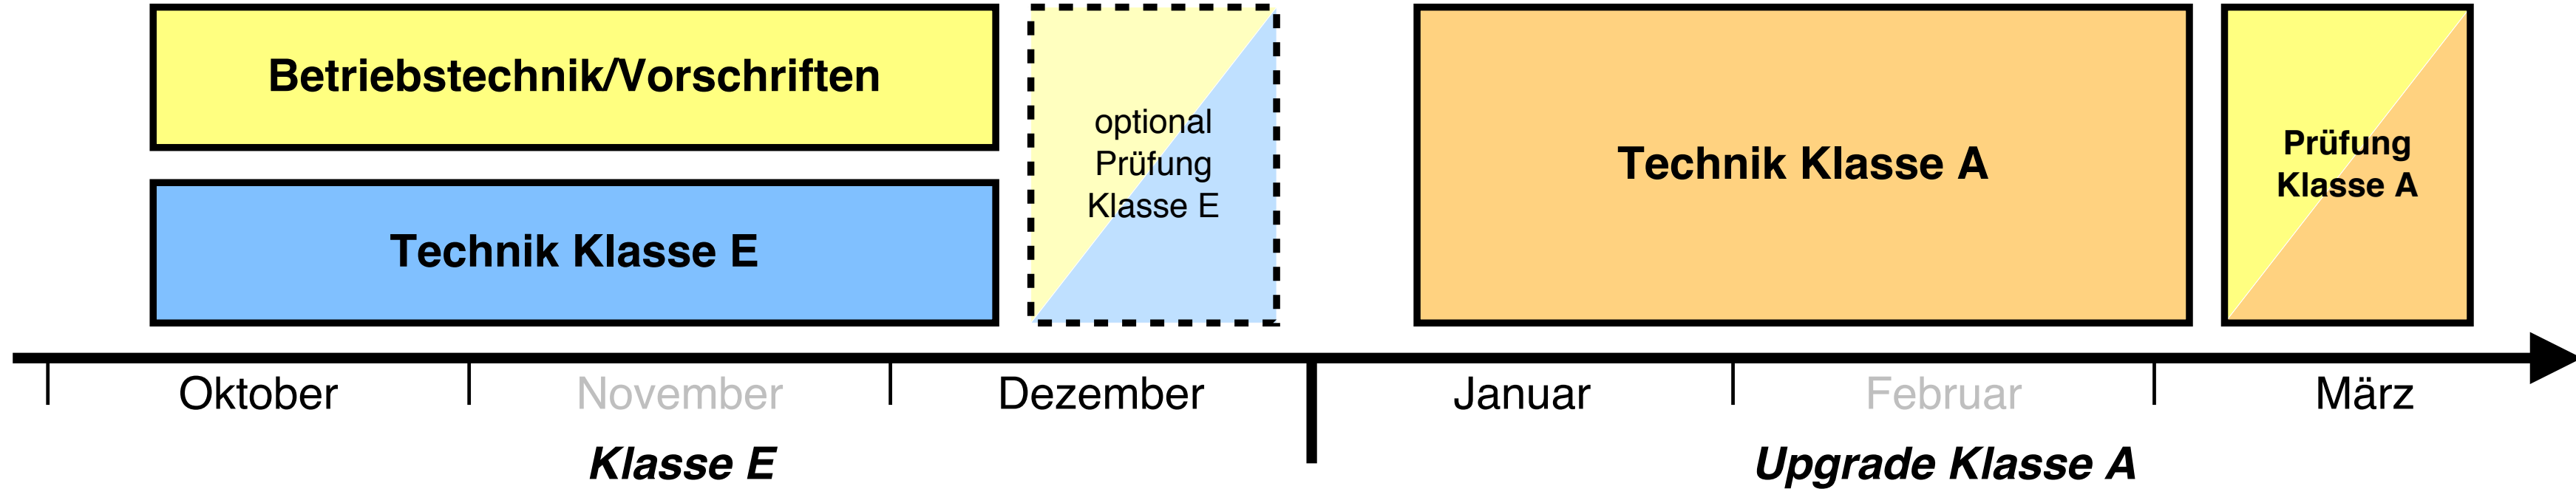 Betriebstechnik/Vorschriften
Technik Klasse E
optional
Prüfung
Klasse E
Technik Klasse A
Prüfung
Klasse A
Oktober
November
Dezember
Januar
Februar
März
Klasse E
Upgrade Klasse A